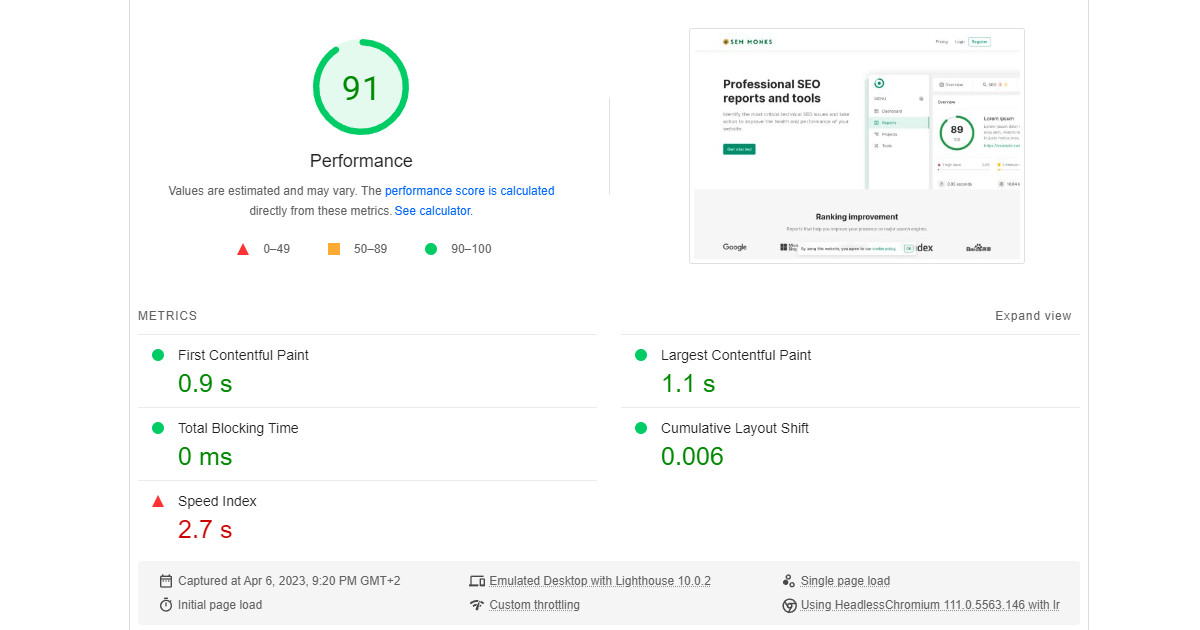 91
Performance
Values are estimated and may vary. The performance score is calculated
directly from these metrics. See calculator.
0–49
50–89
90–100
SEM MONKS
Pricing
Login
Register
Professional SEO
reports and tools
Identify the most critical technical SEO issues and take
action to improve the health and performance of your
website.
Get started
MENU
Dashboard
Reports
Projects
Tools
Overview
SEO
Overview
89
100
Lorem ipsum
1 high issue
0.95 seconds
Ranking improvement
Reports that help you improve your presence on major search engines.
Google
By using this website, you agree to our cookie policy.
OK
dex
METRICS
Expand view
First Contentful Paint
0.9 s
Largest Contentful Paint
1.1 s
Total Blocking Time
0 ms
Cumulative Layout Shift
0.006
Speed Index
2.7 s
Captured at Apr 6, 2023, 9:20 PM GMT+2
Emulated Desktop with Lighthouse 10.0.2
Single page load
Initial page load
Custom throttling
Using HeadlessChromium 111.0.5563.146 with lr